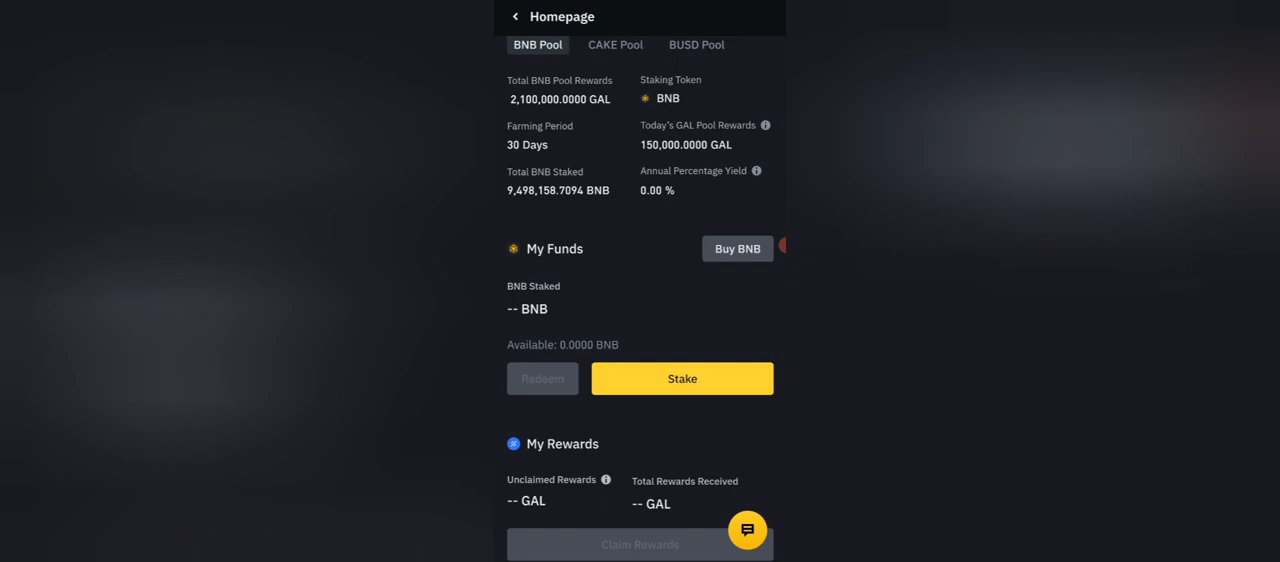 Homepage
BNB Pool CAKE Pool BUSD Pool
Total BNB Pool Rewards Staking Token
2,100,000.0000 GAL BNB
Farming Period Today's GAL Pool Rewards
30 Days 150,000.0000 GAL
Total BNB Staked Annual Percentage Yield
9,498,158.7094 BNB 0.00 %
My Funds Buy BNB
BNB Staked
-- BNB
Available: 0.0000 BNB
Redeem Stake
My Rewards
Unclaimed Rewards Total Rewards Received
-- GAL -- GAL
Claim Rewards